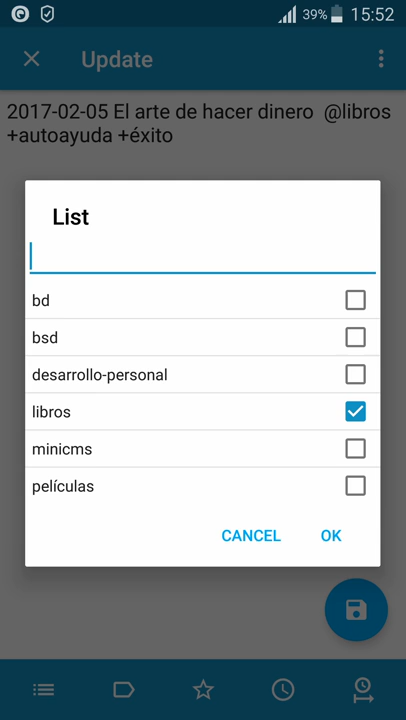 39% 15:52
Update
2017-02-05 El arte de hacer dinero @libros
+autoayuda +éxito
List
bd
bsd
desarrollo-personal
libros
minicms
películas
CANCEL OK